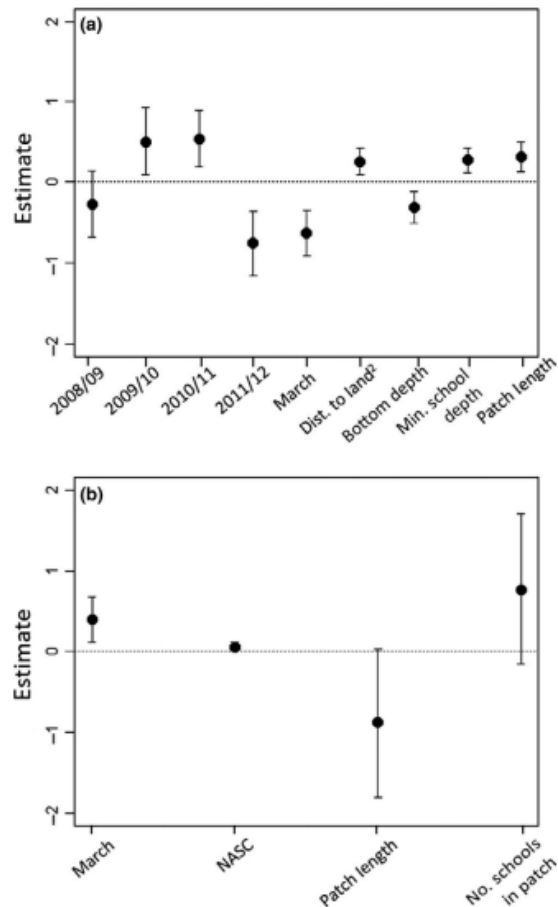 (a)
2
1
0
-1
-2
Estimate
2008/09
2009/10
2010/11
2011/12
March
Dist. to land²
Bottom depth
Min. school
depth
Patch length
(b)
2
1
0
-1
-2
Estimate
March
NASC
Patch length
No. schools
in patch